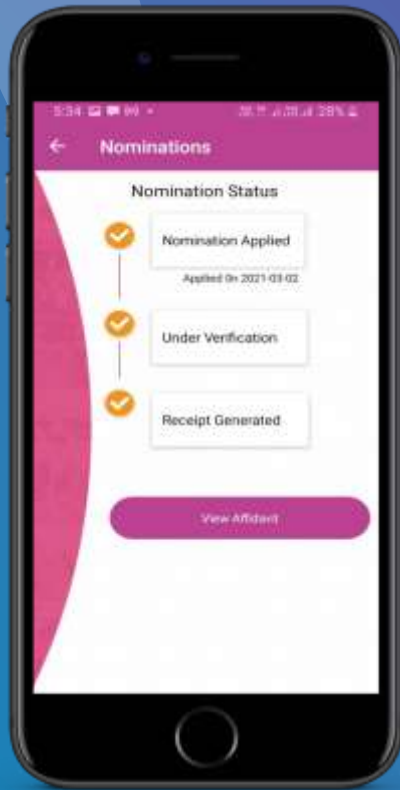 5:34 28%
Nominations
Nomination Status
Nomination Applied
Applied On 2021-03-02
Under Verification
Receipt Generated
View Affidavit